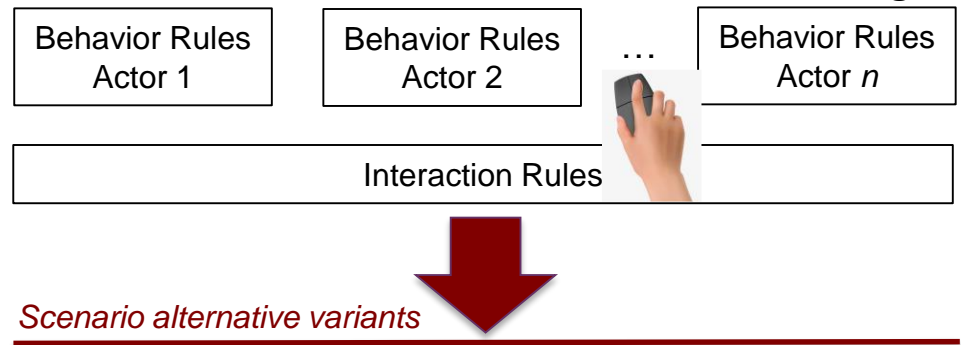 Behavior Rules
Actor 1
Behavior Rules
Actor 2
…
Behavior Rules
Actor n
Interaction Rules
Scenario alternative variants